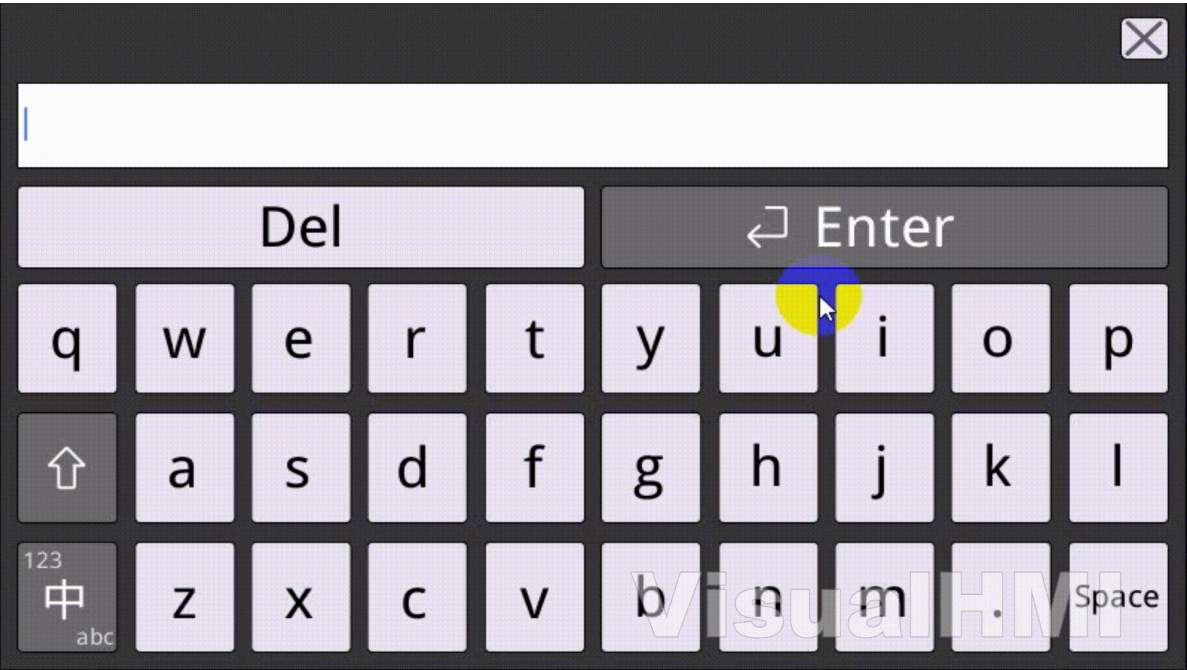 Del Enter
q w e r t y u i o p
a s d f g h j k l
123 中 abc z x c v b n m . Space
VisualHMI